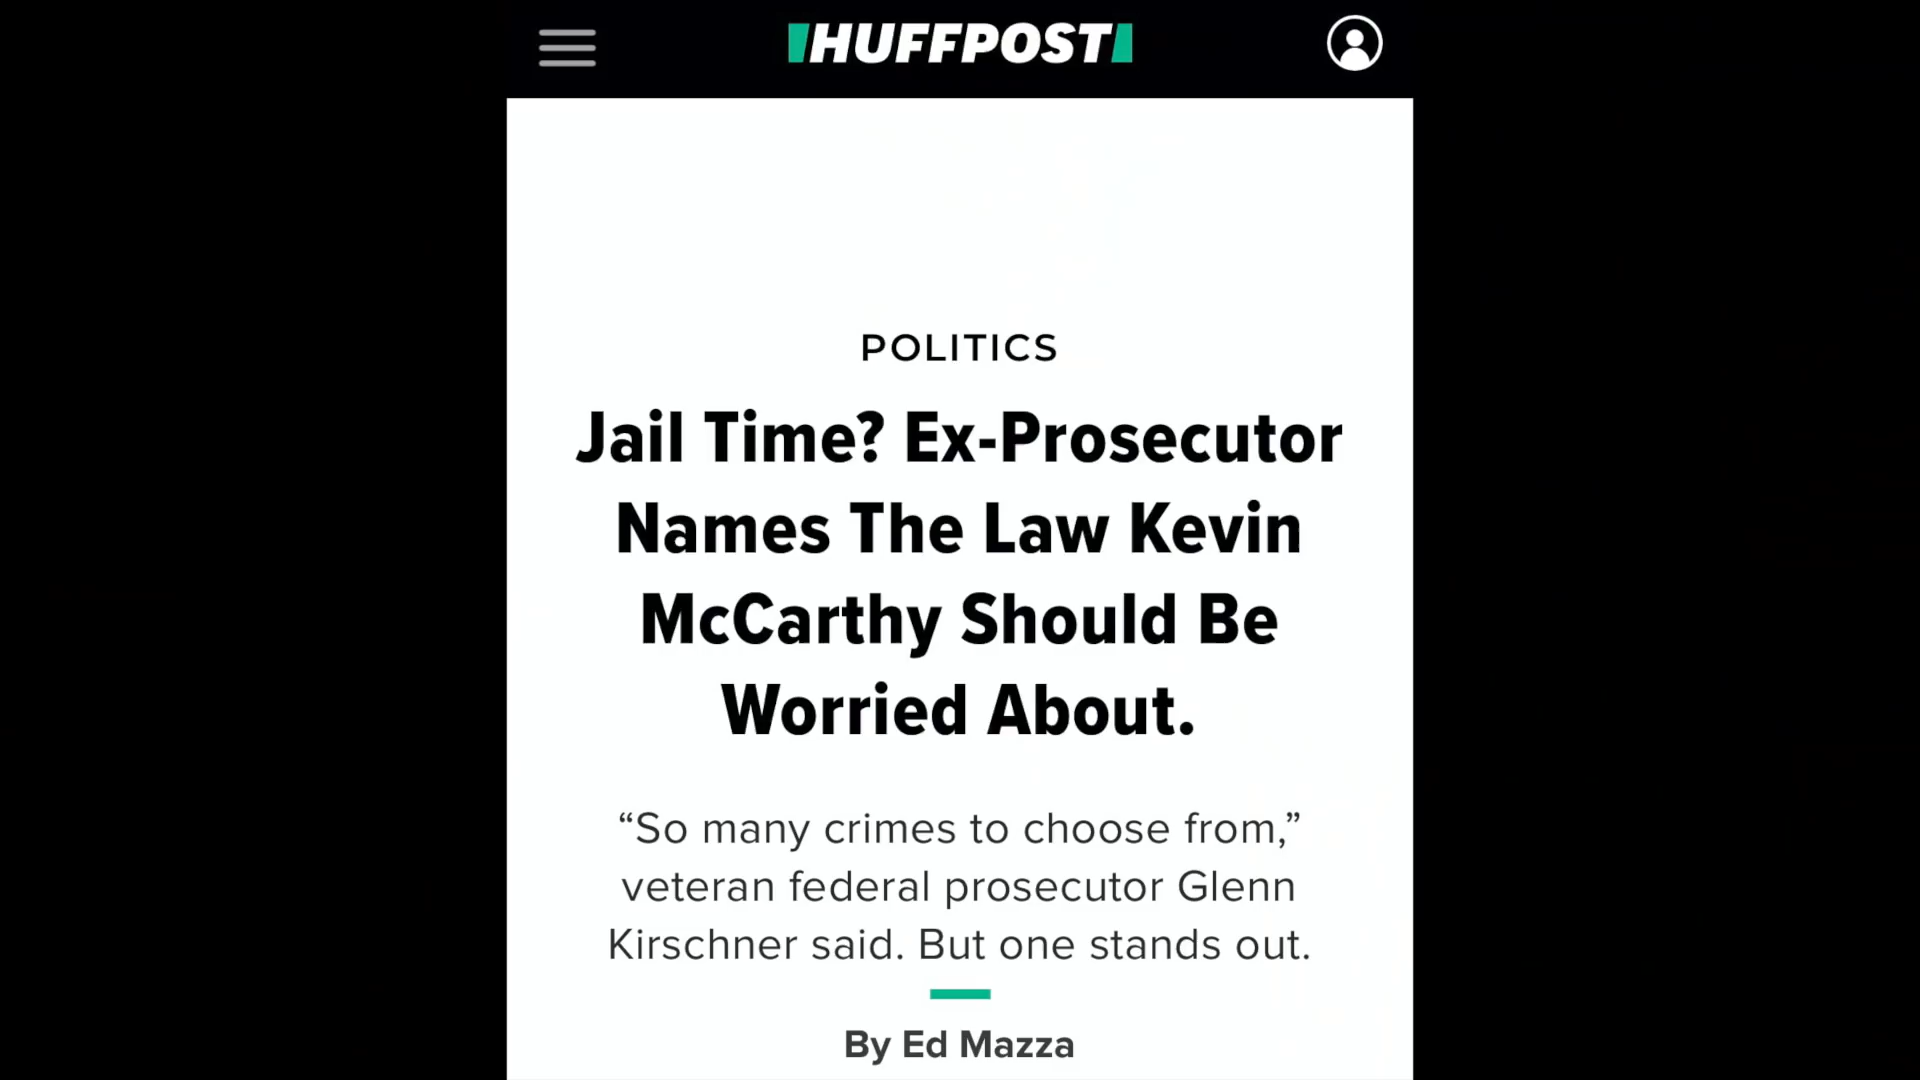 HUFFPOST
POLITICS
Jail Time? Ex-Prosecutor
Names The Law Kevin
McCarthy Should Be
Worried About.
“So many crimes to choose from,”
veteran federal prosecutor Glenn
Kirschner said. But one stands out.
By Ed Mazza